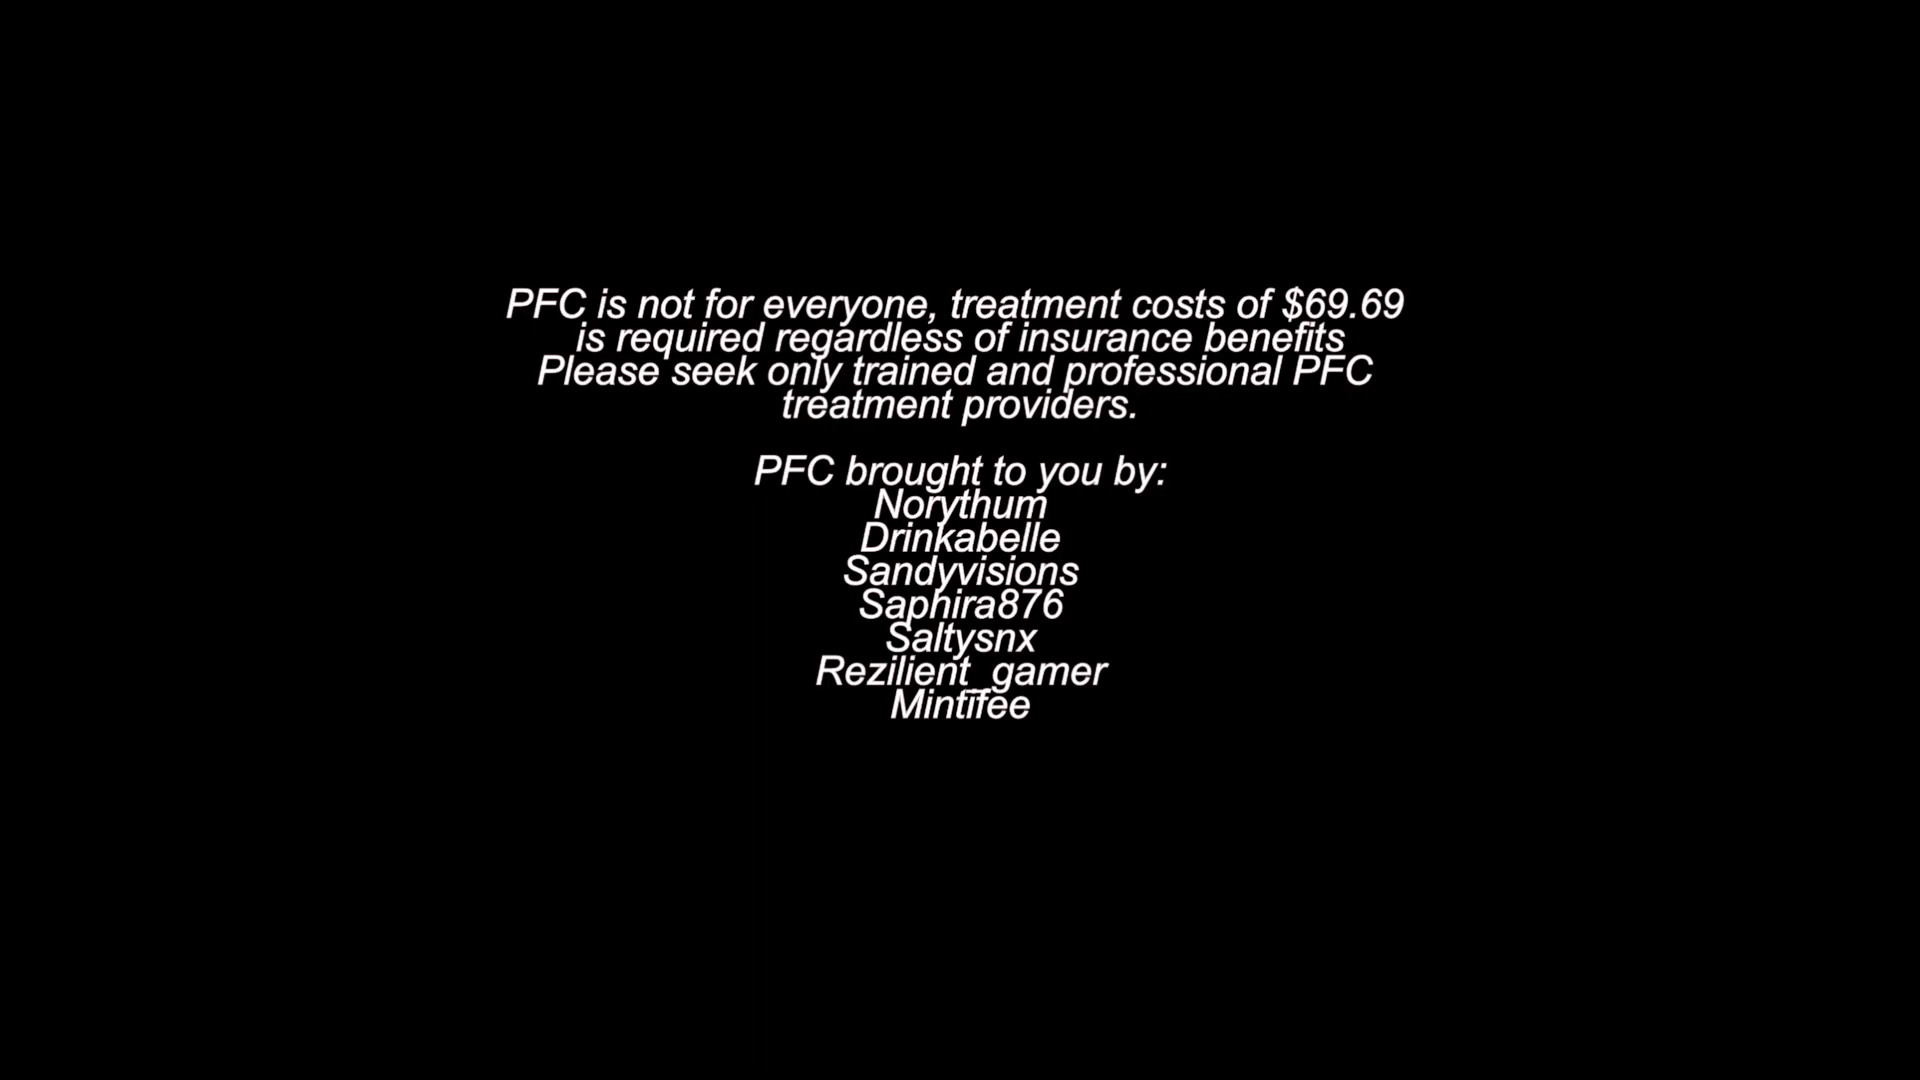 PFC is not for everyone, treatment costs of $69.69
is required regardless of insurance benefits
Please seek only trained and professional PFC
treatment providers.
PFC brought to you by:
Norythum
Drinkabelle
Sandyvisions
Saphira876
Saltysnx
Rezilient_gamer
Mintifee